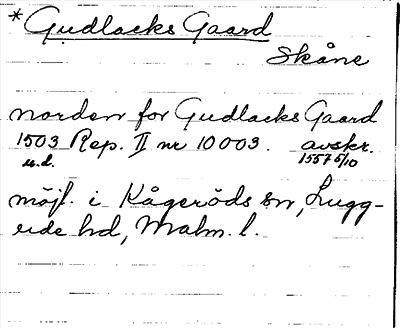 * Gudlacks Gaard
Skåne
norden for Gudlacks Gaard
1503 Rep. II nr 10003. avskr.
u.d. 1557 5/10
möjl. i Kågeröds sn, Lugg-
ude hd, Malm. l.